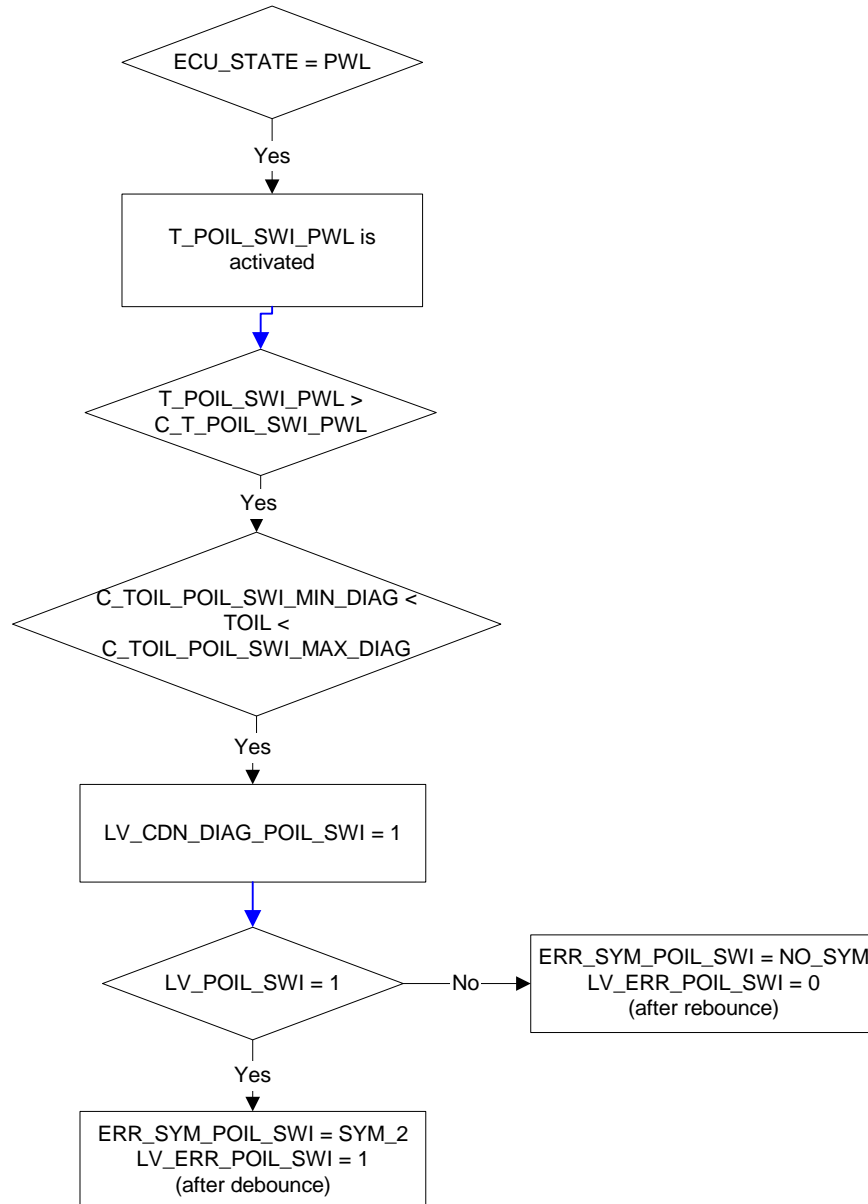 ECU_STATE = PWL
Yes
T_POIL_SWI_PWL is
activated
T_POIL_SWI_PWL >
C_T_POIL_SWI_PWL
Yes
C_TOIL_POIL_SWI_MIN_DIAG <
TOIL <
C_TOIL_POIL_SWI_MAX_DIAG
Yes
LV_CDN_DIAG_POIL_SWI = 1
LV_POIL_SWI = 1
No
ERR_SYM_POIL_SWI = NO_SYM
LV_ERR_POIL_SWI = 0
(after rebounce)
Yes
ERR_SYM_POIL_SWI = SYM_2
LV_ERR_POIL_SWI = 1
(after debounce)